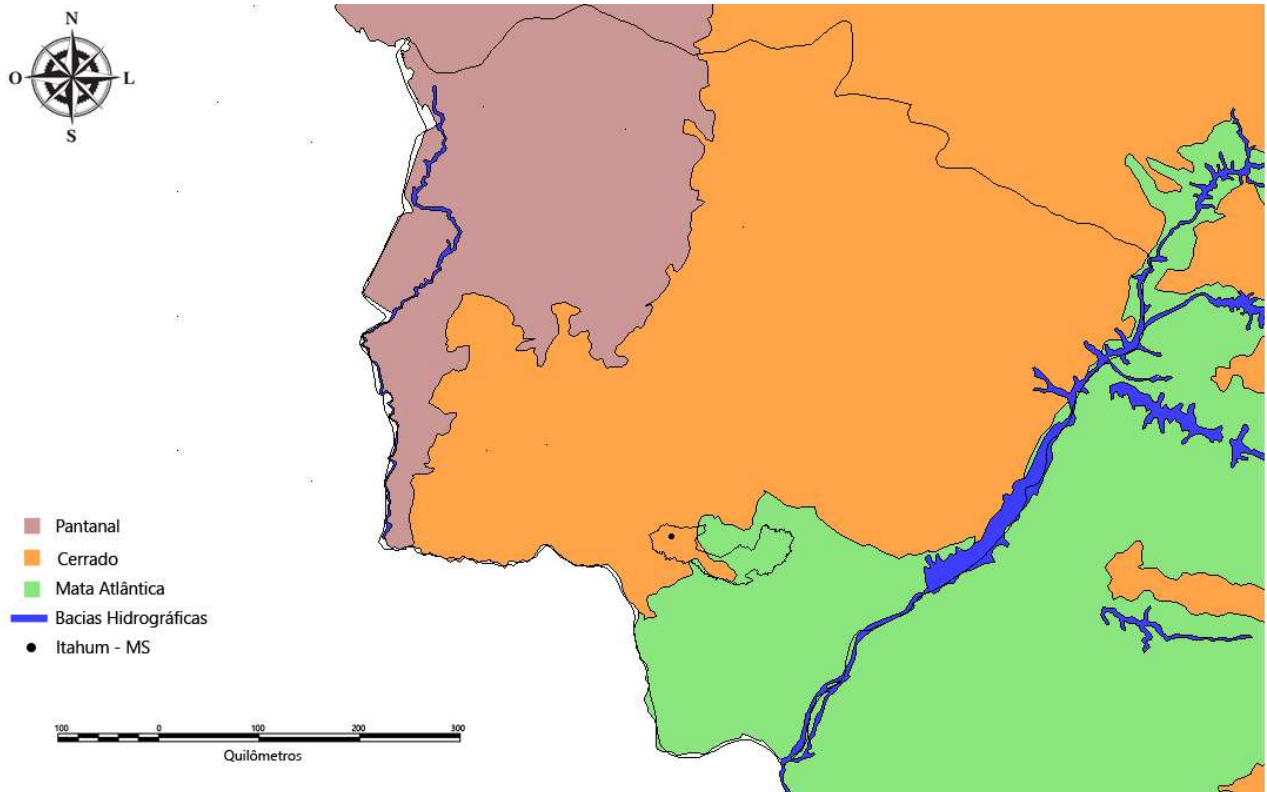 N
O L
S
Pantanal
Cerrado
Mata Atlântica
Bacias Hidrográficas
Itahum - MS
100 0 100 200 300
Quilômetros